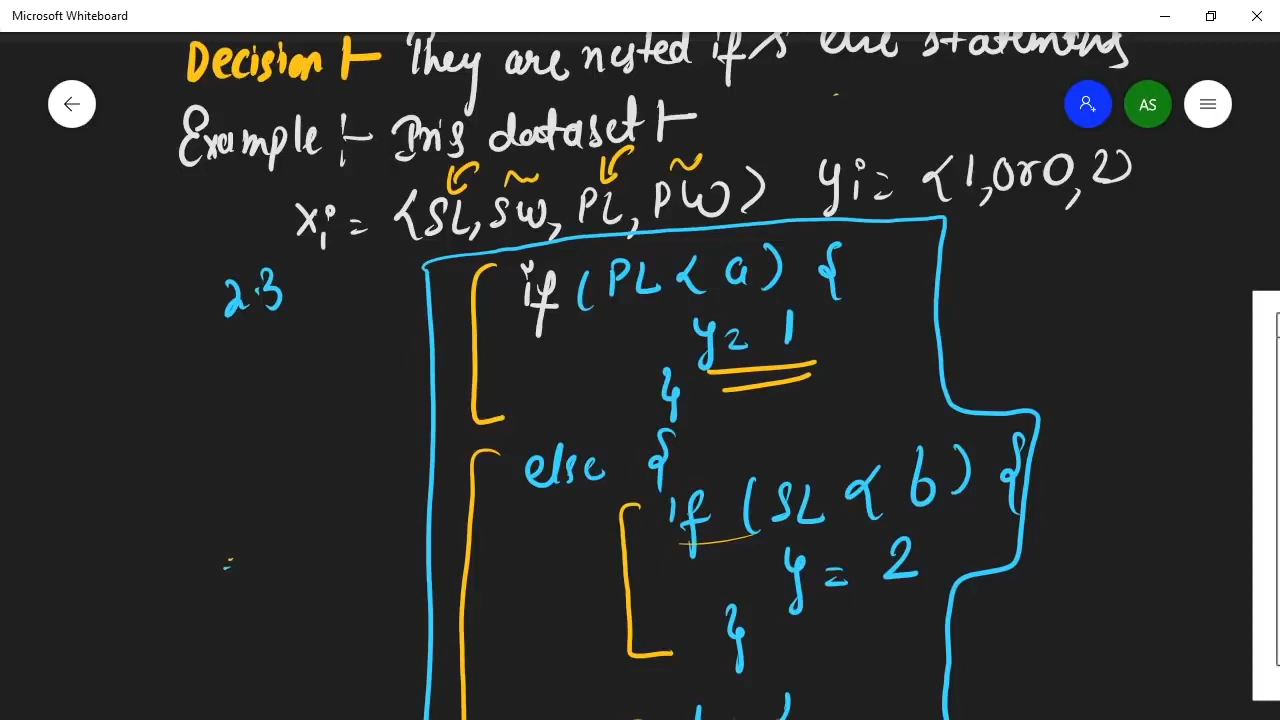 Microsoft Whiteboard
Decision :- They are nested if & else statements
AS
Example :- Iris dataset :-
xi = <SL, SW, PL, PW> yi = <1, or 0, 2>
2.3
if (PL < a) {
y = 1
}
else {
if (SL < b) {
y = 2
}